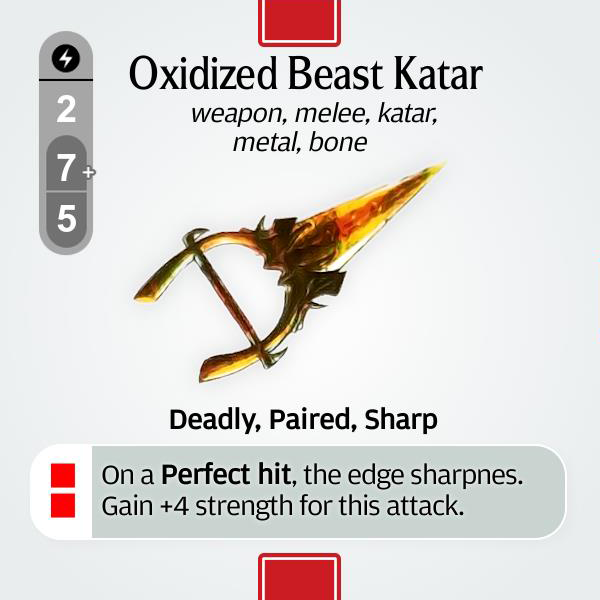 Oxidized Beast Katar
weapon, melee, katar,
metal, bone
2
7+
5
Deadly, Paired, Sharp
On a Perfect hit, the edge sharpnes.
Gain +4 strength for this attack.